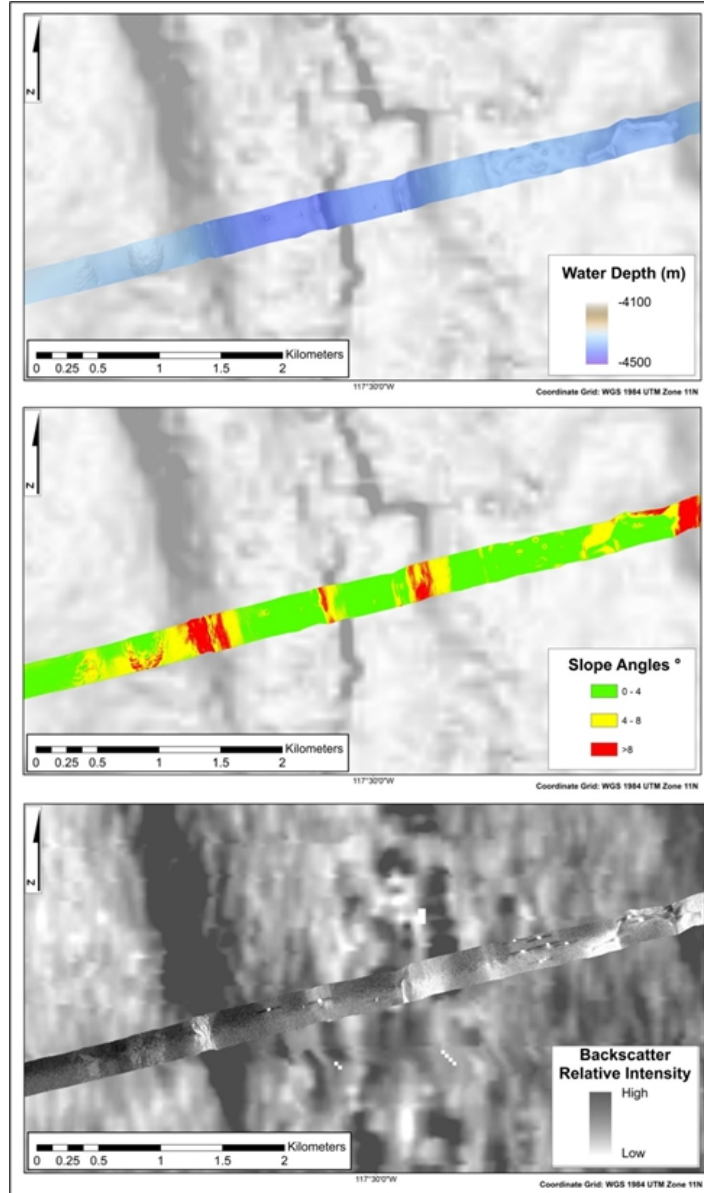 N
Water Depth (m)
-4100
-4500
Kilometers
0 0.25 0.5 1 1.5 2
117°30'0"W
Coordinate Grid: WGS 1984 UTM Zone 11N
N
Slope Angles °
0 - 4
4 - 8
>8
Kilometers
0 0.25 0.5 1 1.5 2
117°30'0"W
Coordinate Grid: WGS 1984 UTM Zone 11N
N
Backscatter
Relative Intensity
High
Low
Kilometers
0 0.25 0.5 1 1.5 2
117°30'0"W
Coordinate Grid: WGS 1984 UTM Zone 11N